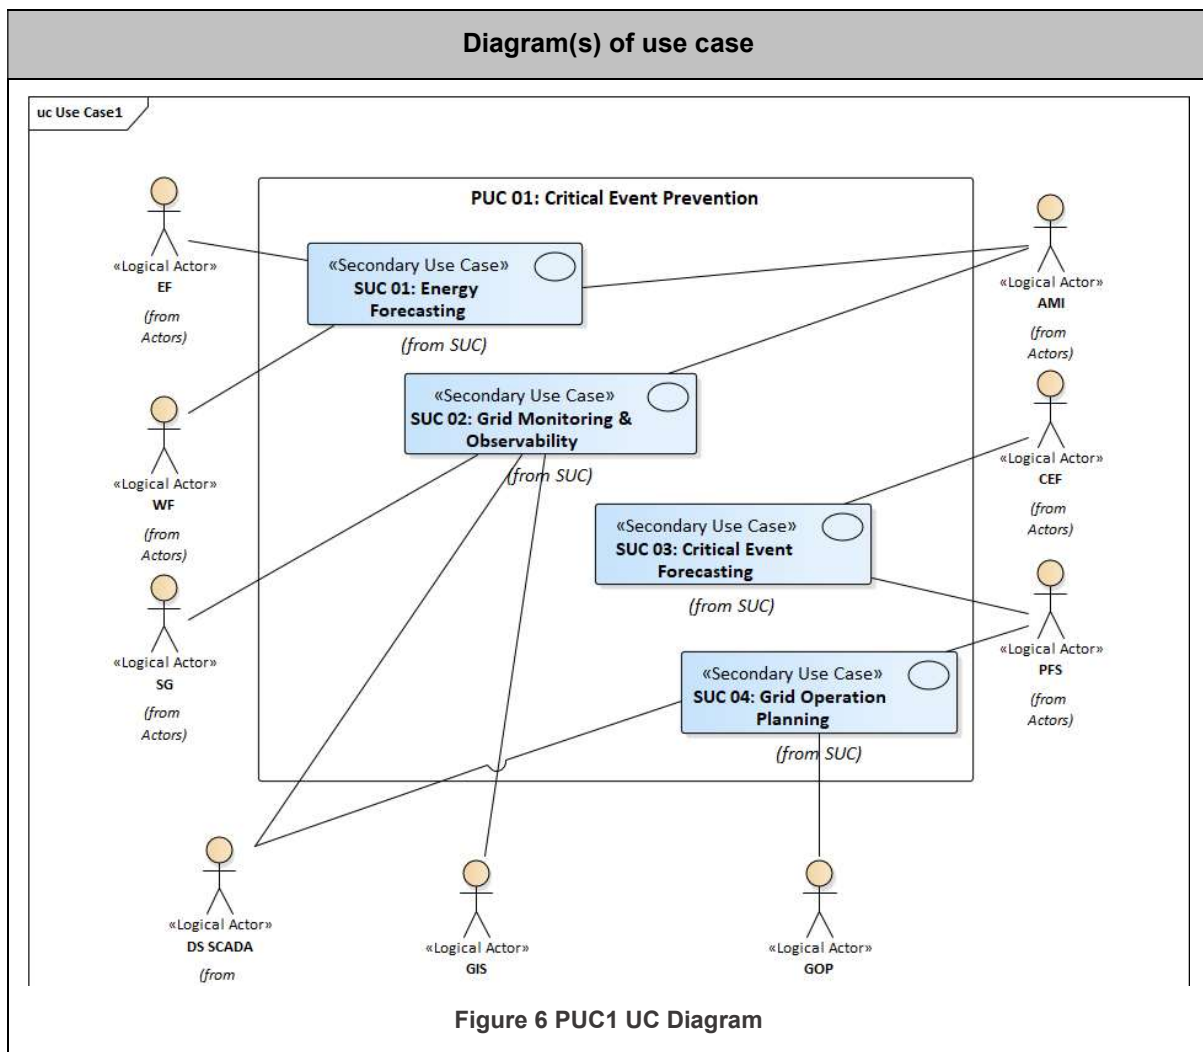 Diagram(s) of use case
uc Use Case1
PUC 01: Critical Event Prevention
«Logical Actor»
EF
(from
Actors)
«Secondary Use Case»
SUC 01: Energy
Forecasting
(from SUC)
«Logical Actor»
AMI
(from
Actors)
«Secondary Use Case»
SUC 02: Grid Monitoring &
Observability
(from SUC)
«Logical Actor»
WF
(from
Actors)
«Logical Actor»
CEF
(from
Actors)
«Secondary Use Case»
SUC 03: Critical Event
Forecasting
(from SUC)
«Logical Actor»
SG
(from
Actors)
«Logical Actor»
PFS
(from
Actors)
«Secondary Use Case»
SUC 04: Grid Operation
Planning
(from SUC)
«Logical Actor»
DS SCADA
(from
«Logical Actor»
GIS
«Logical Actor»
GOP
Figure 6 PUC1 UC Diagram